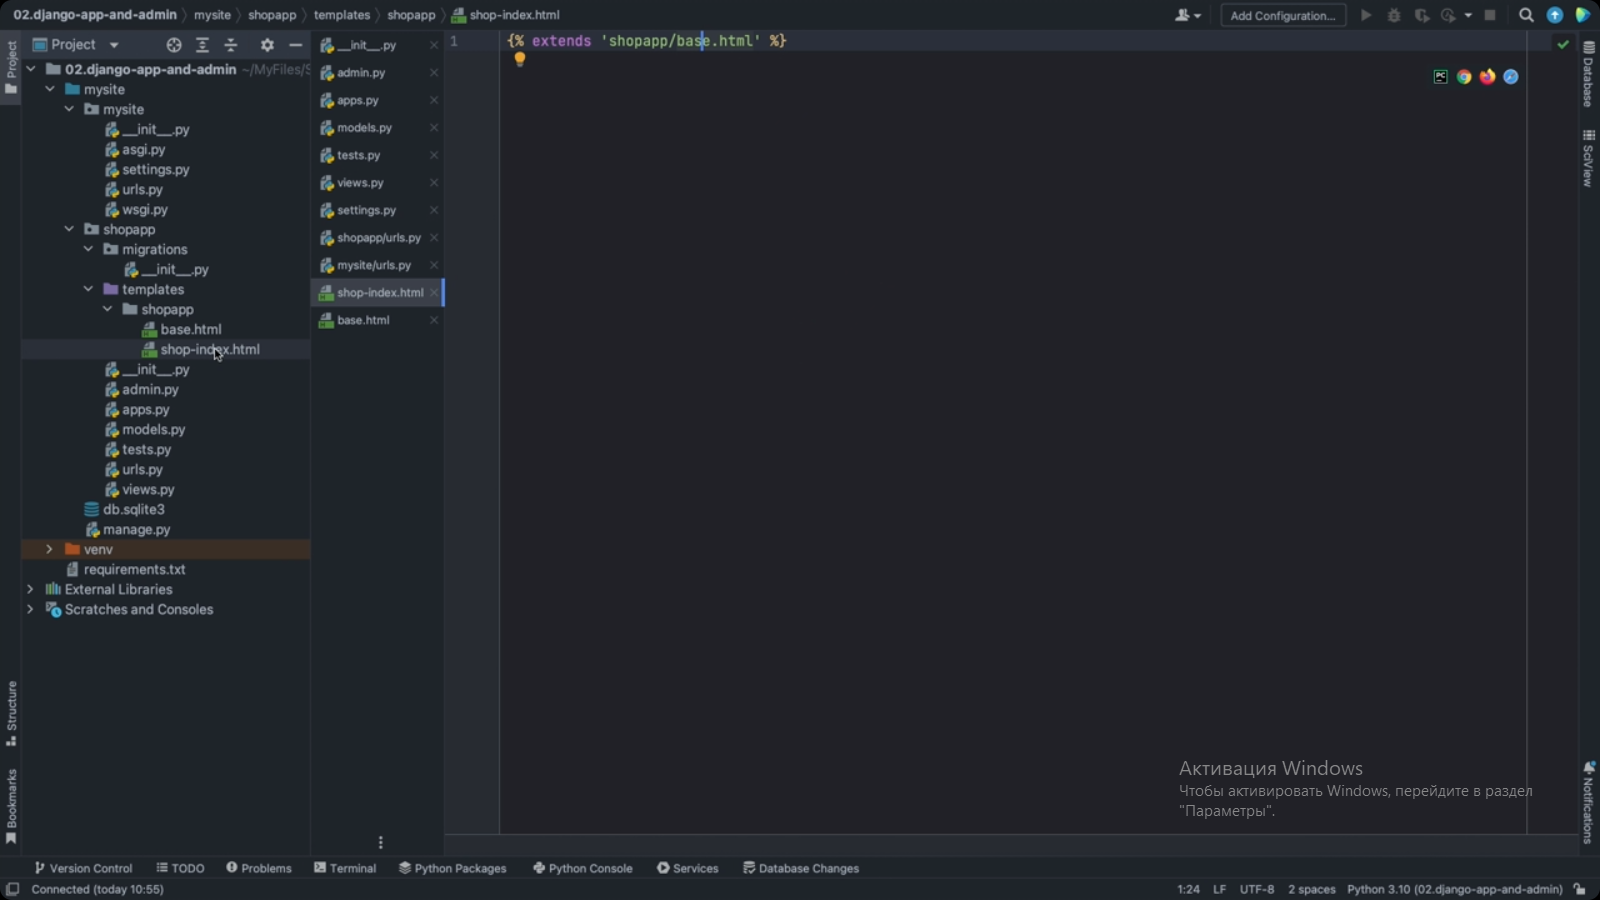 02.django-app-and-admin mysite shopapp templates shopapp shop-index.html
Add Configuration...
Project
Project
02.django-app-and-admin ~/MyFiles/S
mysite
mysite
__init__.py
asgi.py
settings.py
urls.py
wsgi.py
shopapp
migrations
__init__.py
templates
shopapp
base.html
shop-index.html
__init__.py
admin.py
apps.py
models.py
tests.py
urls.py
views.py
db.sqlite3
manage.py
venv
requirements.txt
External Libraries
Scratches and Consoles
Structure
Bookmarks
__init__.py
admin.py
apps.py
models.py
tests.py
views.py
settings.py
shopapp/urls.py
mysite/urls.py
shop-index.html
base.html
1 {% extends 'shopapp/base.html' %}
Database
SciView
Notifications
Активация Windows
Чтобы активировать Windows, перейдите в раздел
"Параметры".
Version Control TODO Problems Terminal Python Packages Python Console Services Database Changes
Connected (today 10:55) 1:24 LF UTF-8 2 spaces Python 3.10 (02.django-app-and-admin)